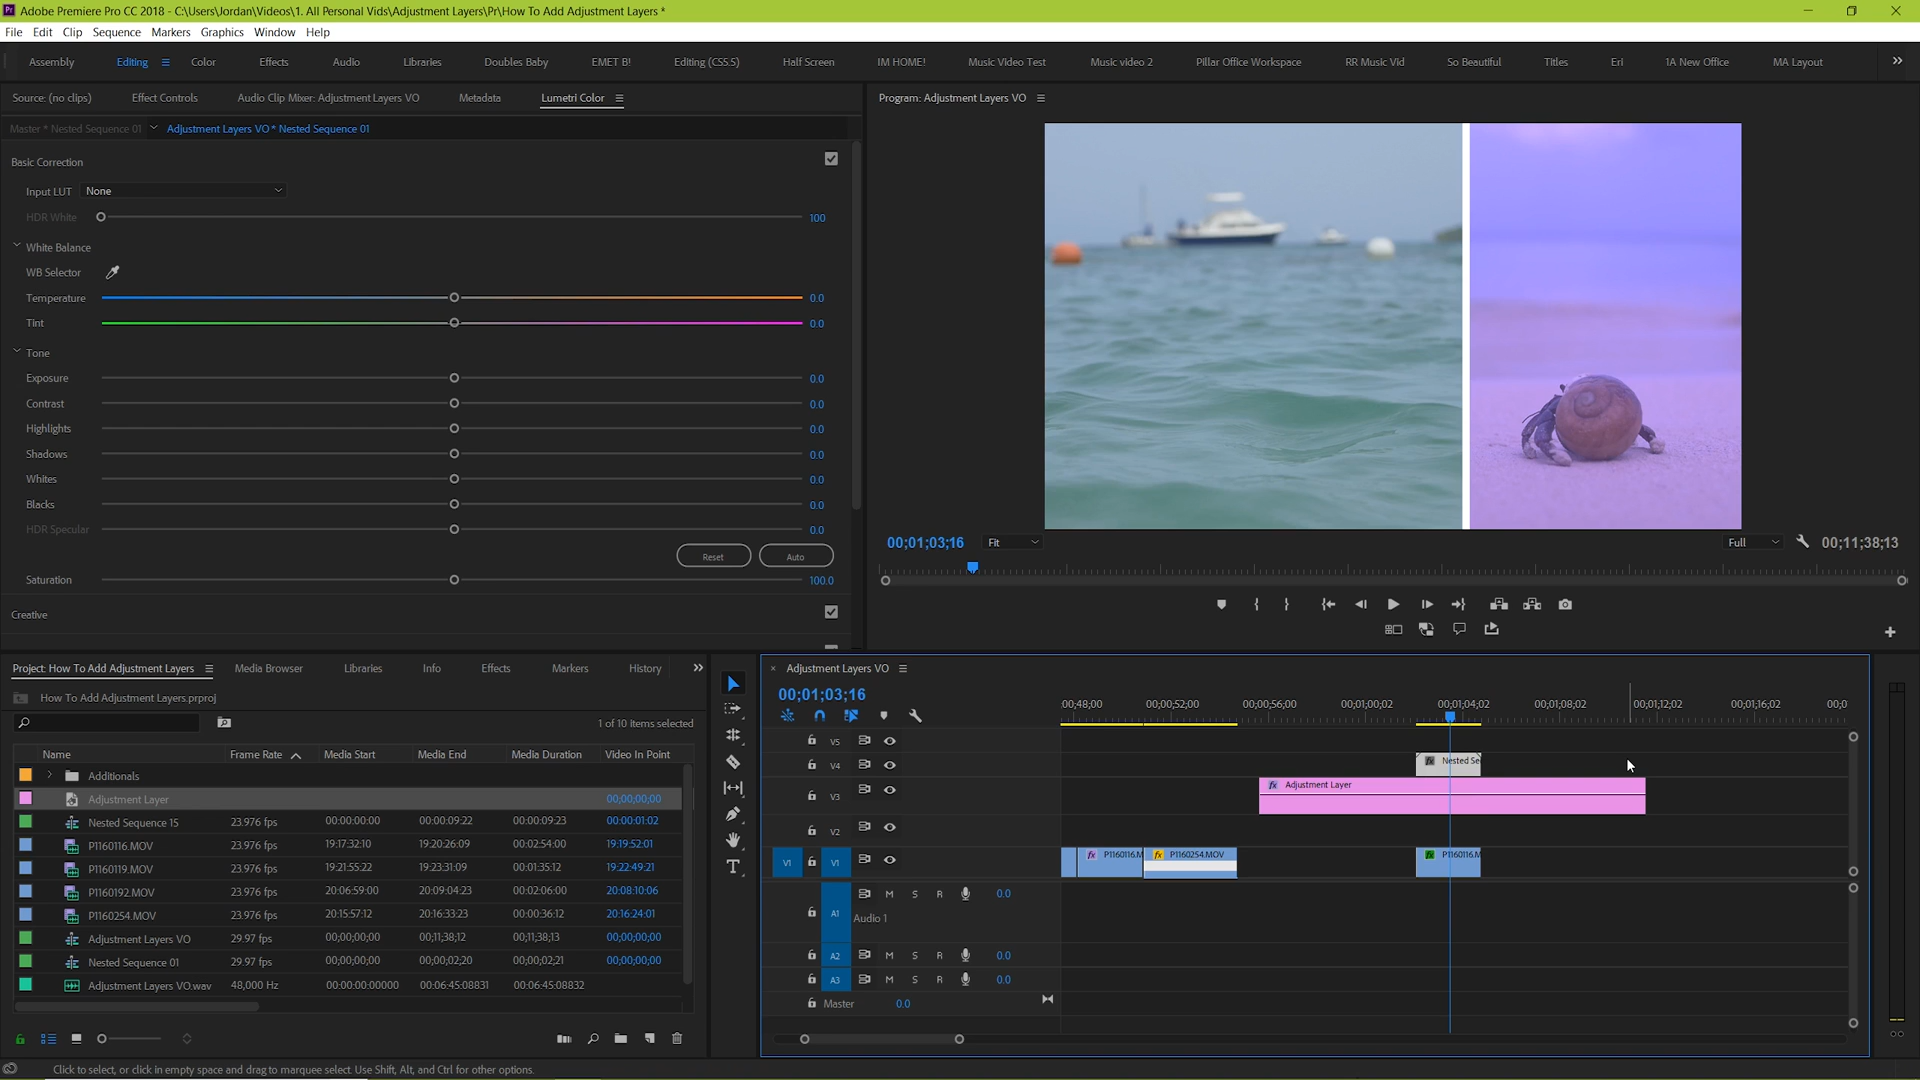 Adobe Premiere Pro CC 2018 - C:\Users\Jordan\Videos\1. All Personal Vids\Adjustment Layers\Pr\How To Add Adjustment Layers *
File Edit Clip Sequence Markers Graphics Window Help
Assembly Editing Color Effects Audio Libraries Doubles Baby EMET B! Editing (CS5.5) Half Screen IM HOME! Music Video Test Music video 2 Pillar Office Workspace RR Music Vid So Beautiful Titles Eri 1A New Office MA Layout
Source: (no clips) Effect Controls Audio Clip Mixer: Adjustment Layers VO Metadata Lumetri Color
Program: Adjustment Layers VO
Master * Nested Sequence 01 Adjustment Layers VO * Nested Sequence 01
Basic Correction
Input LUT None
HDR White 100
White Balance
WB Selector
Temperature 0.0
Tint 0.0
Tone
Exposure 0.0
Contrast 0.0
Highlights 0.0
Shadows 0.0
Whites 0.0
Blacks 0.0
HDR Specular 0.0
Reset Auto
Saturation 100.0
Creative
00;01;03;16 Fit Full 00;11;38;13
Project: How To Add Adjustment Layers Media Browser Libraries Info Effects Markers History
How To Add Adjustment Layers.prproj
1 of 10 Items selected
Name Frame Rate Media Start Media End Media Duration Video In Point
Additionals
Adjustment Layer 00;00;00;00
Nested Sequence 15 23.976 fps 00:00:00:00 00:00:09:22 00:00:09:23 00:00:01:02
P1160116.MOV 23.976 fps 19:17:32:10 19:20:26:09 00:02:54:00 19:19:52:01
P1160119.MOV 23.976 fps 19:21:55:22 19:23:31:09 00:01:35:12 19:22:49:21
P1160192.MOV 23.976 fps 20:06:59:00 20:09:04:23 00:02:06:00 20:08:10:06
P1160254.MOV 23.976 fps 20:15:57:12 20:16:33:23 00:00:36:12 20:16:24:01
Adjustment Layers VO 29.97 fps 00;00;00;00 00;11;38;12 00;11;38;13 00;00;00;00
Nested Sequence 01 29.97 fps 00;00;00;00 00;00;02;20 00;00;02;21 00;00;00;00
Adjustment Layers VO.wav 48,000 Hz 00:00:00:00000 00:06:45:08831 00:06:45:08832
Adjustment Layers VO
00;01;03;16
:00;48;00 00;00;52;00 00;00;56;00 00;01;00;02 00;01;04;02 00;01;08;02 00;01;12;02 00;01;16;02 00;0
V5
V4 fx Nested Se
V3 fx Adjustment Layer
V2
V1 V1 fx P1160116.M fx P1160254.MOV fx P1160116.M
A1 M S R 0.0
Audio 1
A2 M S R 0.0
A3 M S R 0.0
Master 0.0
Click to select, or click in empty space and drag to marquee select. Use Shift, Alt, and Ctrl for other options.